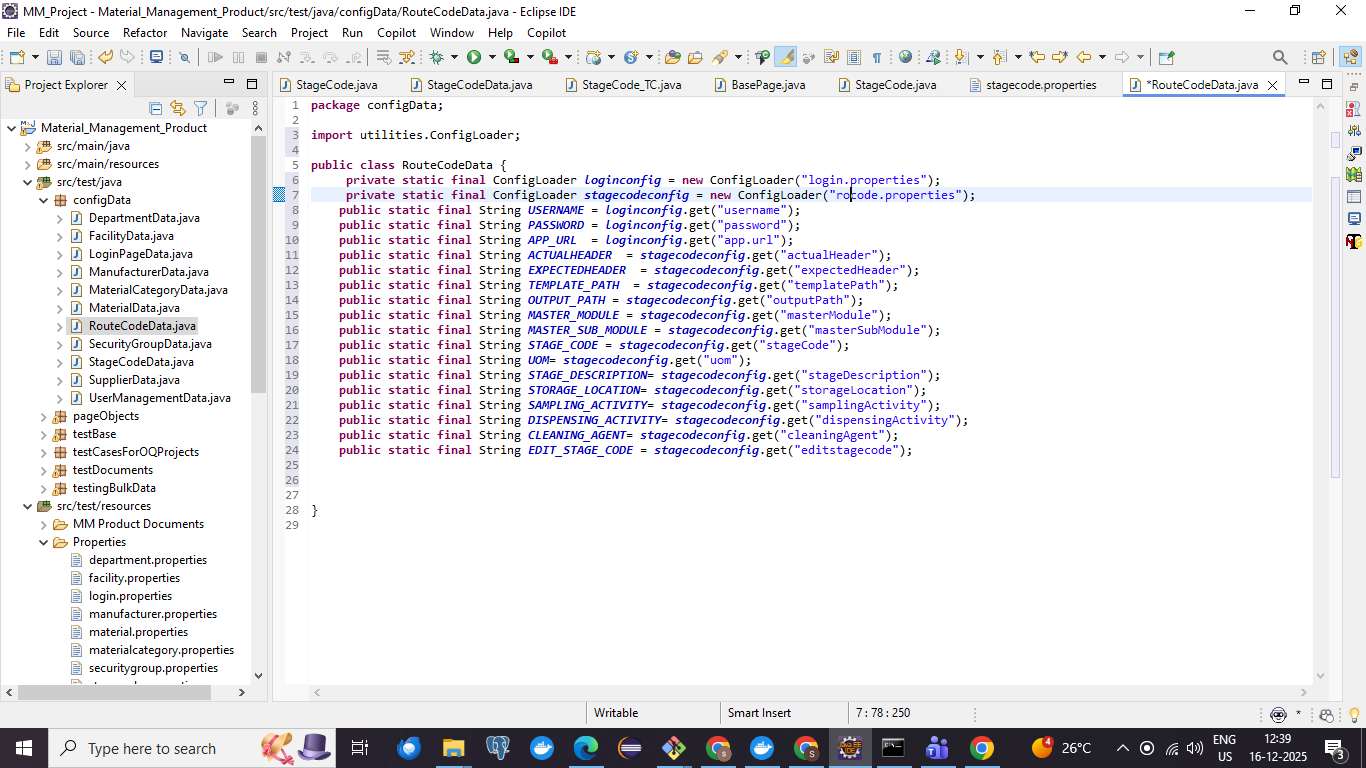 MM_Project - Material_Management_Product/src/test/java/configData/RouteCodeData.java - Eclipse IDE
File Edit Source Refactor Navigate Search Project Run Copilot Window Help Copilot
Project Explorer
StageCode.java StageCodeData.java StageCode_TC.java BasePage.java StageCode.java stagecode.properties *RouteCodeData.java
Material_Management_Product
src/main/java
src/main/resources
src/test/java
configData
DepartmentData.java
FacilityData.java
LoginPageData.java
ManufacturerData.java
MaterialCategoryData.java
MaterialData.java
RouteCodeData.java
SecurityGroupData.java
StageCodeData.java
SupplierData.java
UserManagementData.java
pageObjects
testBase
testCasesForOQProjects
testDocuments
testingBulkData
src/test/resources
MM Product Documents
Properties
department.properties
facility.properties
login.properties
manufacturer.properties
material.properties
materialcategory.properties
securitygroup.properties
1 package configData;
2
3 import utilities.ConfigLoader;
4
5 public class RouteCodeData {
6 private static final ConfigLoader loginconfig = new ConfigLoader("login.properties");
7 private static final ConfigLoader stagecodeconfig = new ConfigLoader("rocode.properties");
8 public static final String USERNAME = loginconfig.get("username");
9 public static final String PASSWORD = loginconfig.get("password");
10 public static final String APP_URL = loginconfig.get("app.url");
11 public static final String ACTUALHEADER = stagecodeconfig.get("actualHeader");
12 public static final String EXPECTEDHEADER = stagecodeconfig.get("expectedHeader");
13 public static final String TEMPLATE_PATH = stagecodeconfig.get("templatePath");
14 public static final String OUTPUT_PATH = stagecodeconfig.get("outputPath");
15 public static final String MASTER_MODULE = stagecodeconfig.get("masterModule");
16 public static final String MASTER_SUB_MODULE = stagecodeconfig.get("masterSubModule");
17 public static final String STAGE_CODE = stagecodeconfig.get("stageCode");
18 public static final String UOM= stagecodeconfig.get("uom");
19 public static final String STAGE_DESCRIPTION= stagecodeconfig.get("stageDescription");
20 public static final String STORAGE_LOCATION= stagecodeconfig.get("storageLocation");
21 public static final String SAMPLING_ACTIVITY= stagecodeconfig.get("samplingActivity");
22 public static final String DISPENSING_ACTIVITY= stagecodeconfig.get("dispensingActivity");
23 public static final String CLEANING_AGENT= stagecodeconfig.get("cleaningAgent");
24 public static final String EDIT_STAGE_CODE = stagecodeconfig.get("editstagecode");
25
26
27
28 }
29
Writable Smart Insert 7 : 78 : 250
Type here to search
4 26°C ENG US 12:39 16-12-2025 3